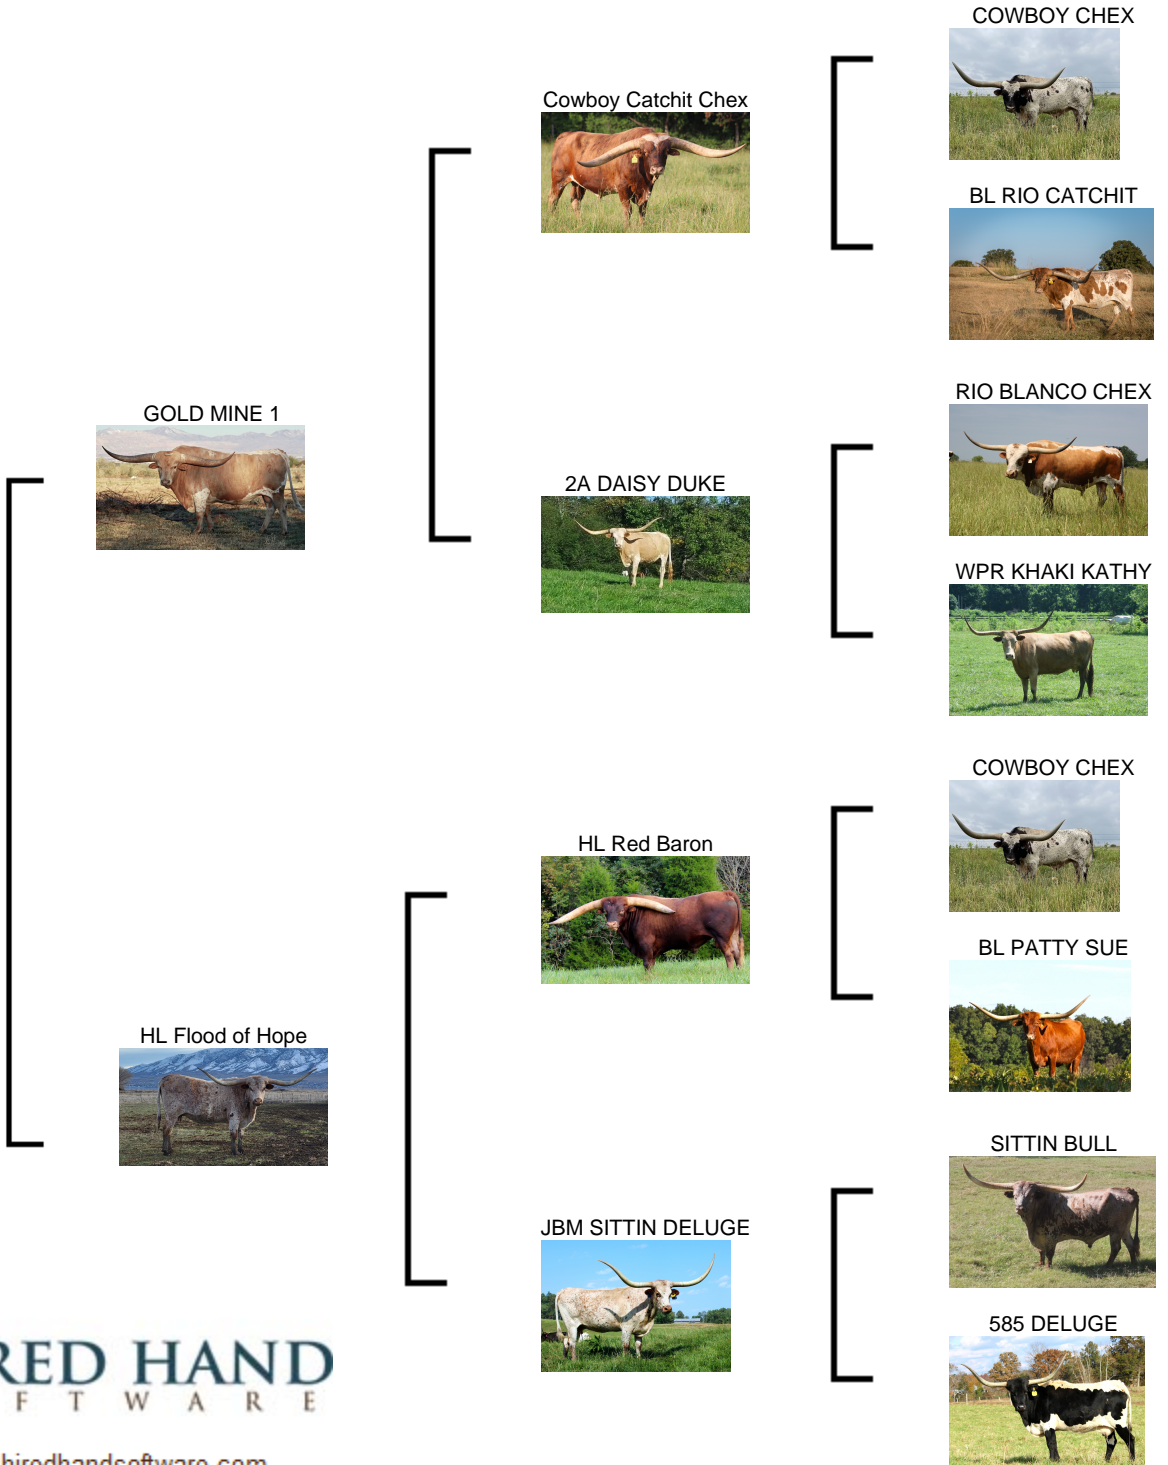 COWBOY CHEX
Cowboy Catchit Chex
BL RIO CATCHIT
GOLD MINE 1
RIO BLANCO CHEX
2A DAISY DUKE
WPR KHAKI KATHY
COWBOY CHEX
HL Red Baron
BL PATTY SUE
HL Flood of Hope
SITTIN BULL
JBM SITTIN DELUGE
585 DELUGE
RED HAND
F T W A R E
hiredhandsoftware.com